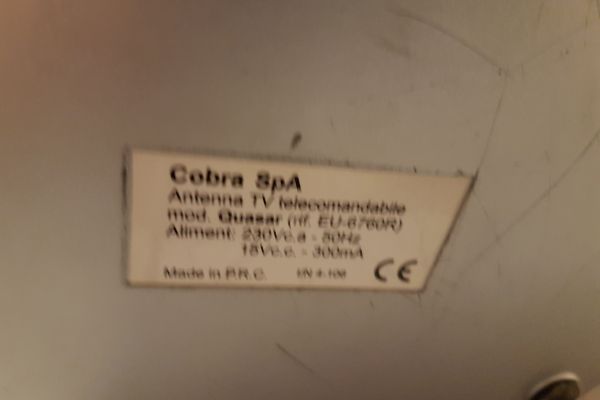 Cobra SpA
Antenna TV telecomandabile
mod. Quasar (rif. EU-6760R)
Aliment: 230Vc.a - 50Hz
15Vc.c. - 300mA
Made in P.R.C. CE